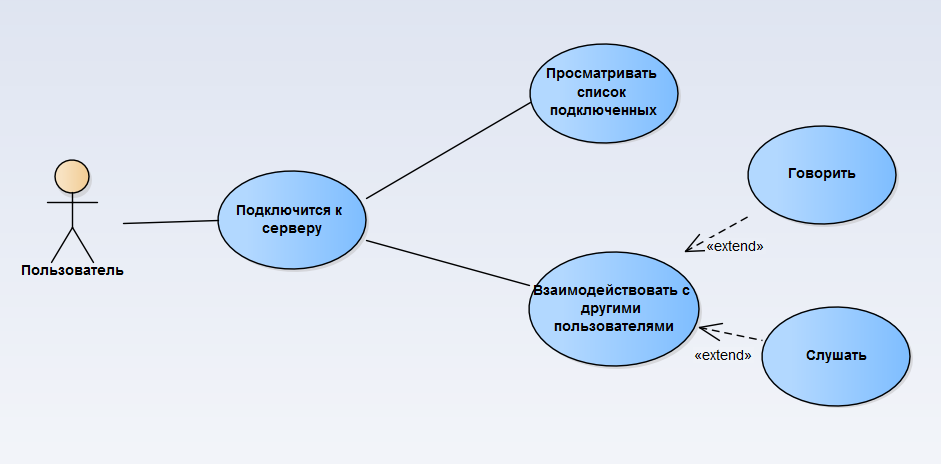 Просматривать
список
подключенных
Говорить
Подключится к
серверу
«extend»
Пользователь
Взаимодействовать с
другими
пользователями
«extend»
Слушать